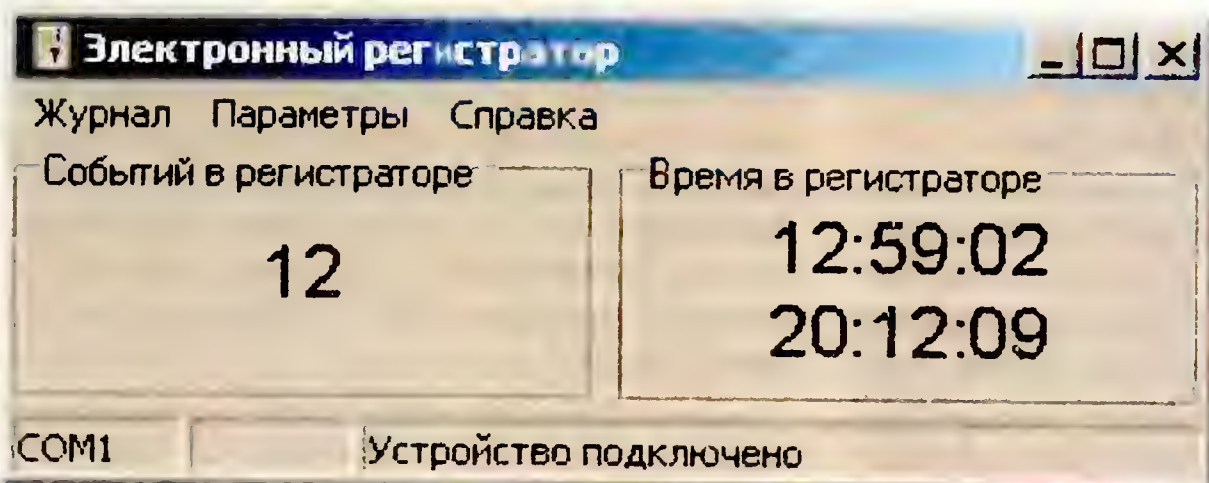 Электронный регистратор
Журнал Параметры Справка
Событий в регистраторе
12
Время в регистраторе
12:59:02
20:12:09
COM1 Устройство подключено